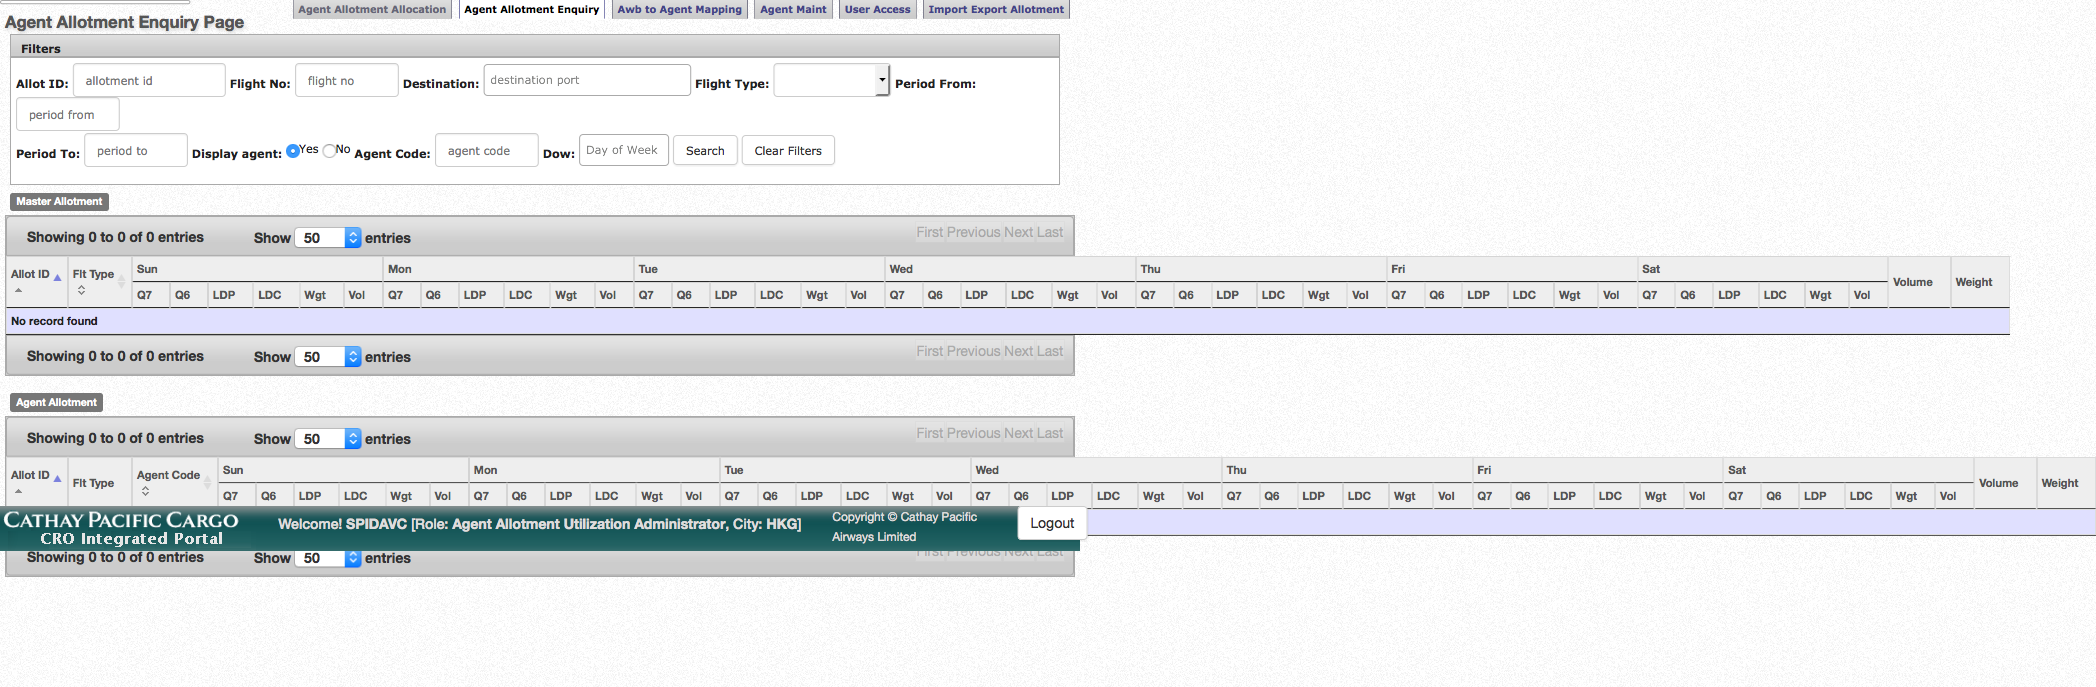 Agent Allotment Allocation Agent Allotment Enquiry Awb to Agent Mapping Agent Maint User Access Import Export Allotment
Agent Allotment Enquiry Page
Filters
Allot ID: allotment id Flight No: flight no Destination: destination port Flight Type: Period From:
period from
Period To: period to Display agent: Yes No Agent Code: agent code Dow: Day of Week Search Clear Filters
Master Allotment
Showing 0 to 0 of 0 entries Show 50 entries First Previous Next Last
Allot ID Flt Type Sun Mon Tue Wed Thu Fri Sat Volume Weight
Q7 Q6 LDP LDC Wgt Vol Q7 Q6 LDP LDC Wgt Vol Q7 Q6 LDP LDC Wgt Vol Q7 Q6 LDP LDC Wgt Vol Q7 Q6 LDP LDC Wgt Vol Q7 Q6 LDP LDC Wgt Vol Q7 Q6 LDP LDC Wgt Vol
No record found
Showing 0 to 0 of 0 entries Show 50 entries First Previous Next Last
Agent Allotment
Showing 0 to 0 of 0 entries Show 50 entries First Previous Next Last
Allot ID Flt Type Agent Code Sun Mon Tue Wed Thu Fri Sat Volume Weight
Q7 Q6 LDP LDC Wgt Vol Q7 Q6 LDP LDC Wgt Vol Q7 Q6 LDP LDC Wgt Vol Q7 Q6 LDP LDC Wgt Vol Q7 Q6 LDP LDC Wgt Vol Q7 Q6 LDP LDC Wgt Vol Q7 Q6 LDP LDC Wgt Vol
CATHAY PACIFIC CARGO
CRO Integrated Portal
Welcome! SPIDAVC [Role: Agent Allotment Utilization Administrator, City: HKG]
Copyright © Cathay Pacific
Airways Limited
Logout
Showing 0 to 0 of 0 entries Show 50 entries First Previous Next Last